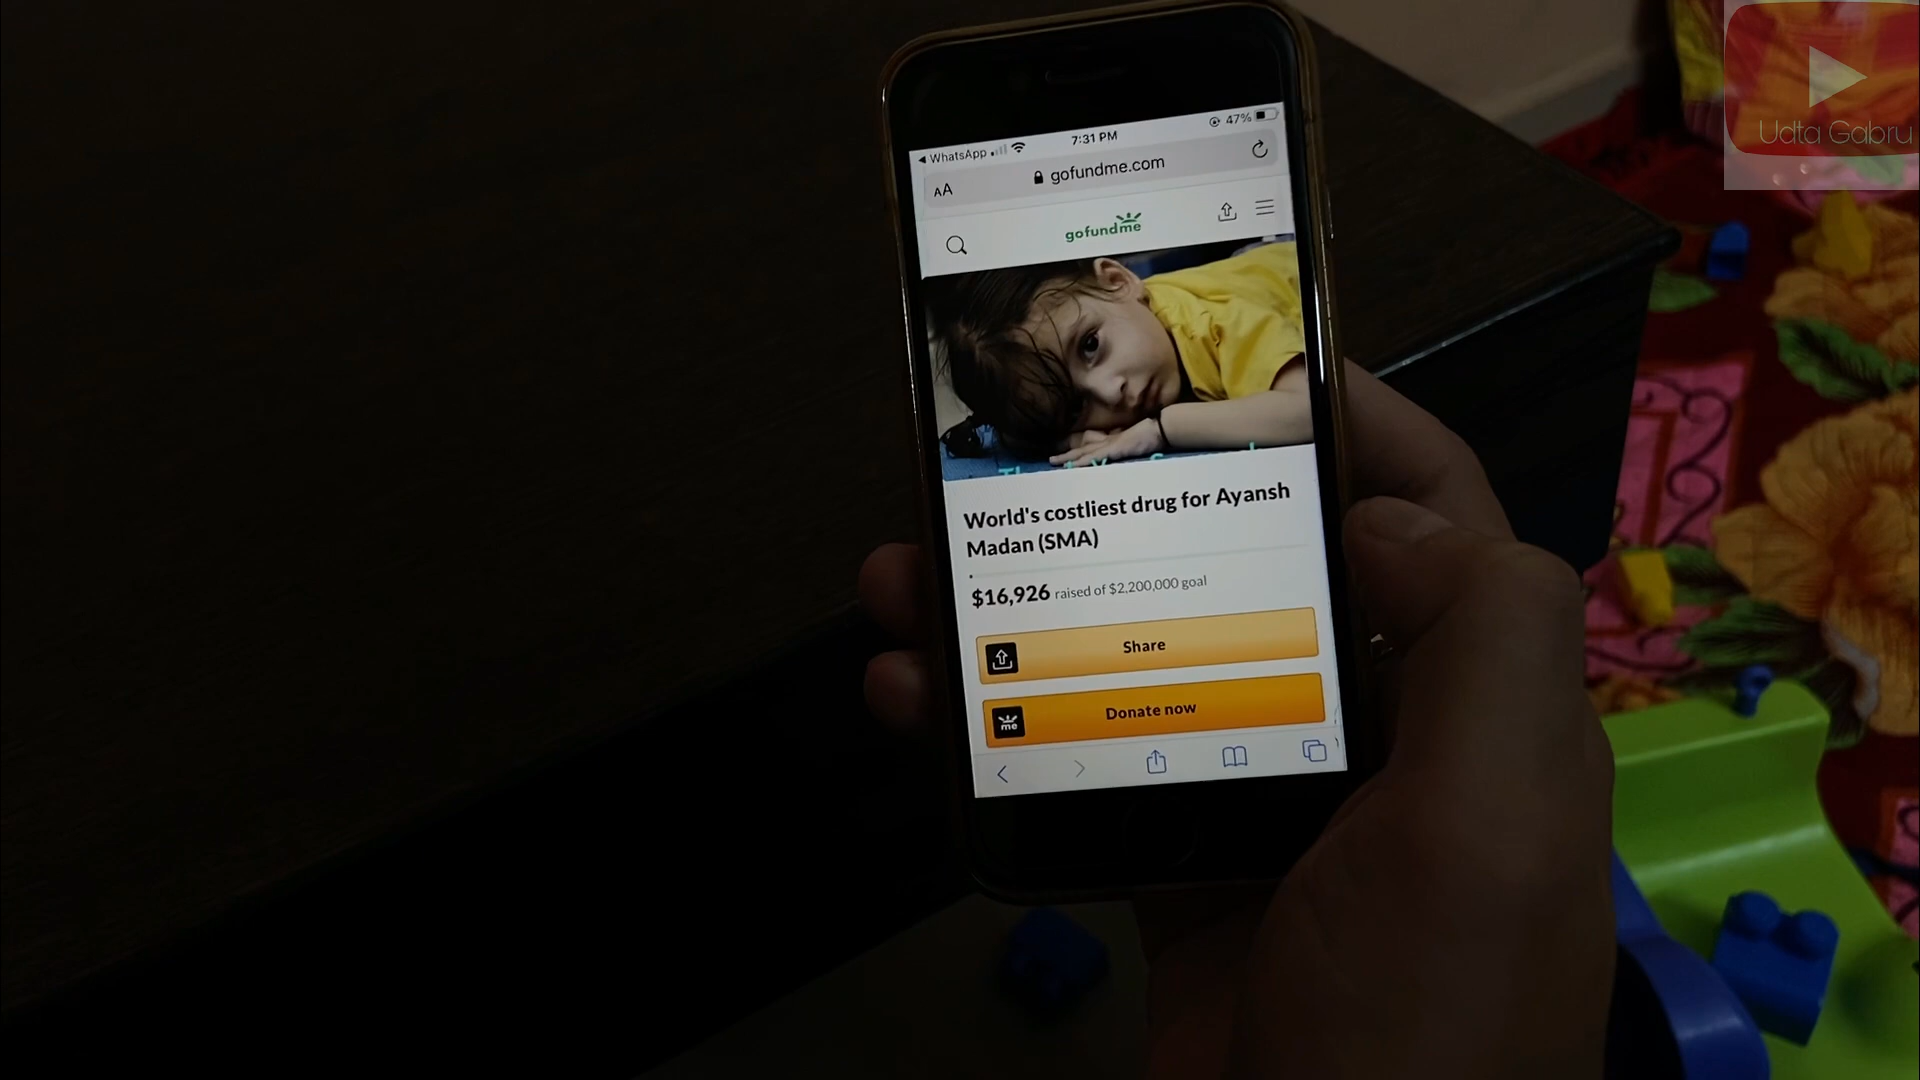 Udta Gabru
WhatsApp
7:31 PM
47%
AA
gofundme.com
gofundme
World's costliest drug for Ayansh
Madan (SMA)
$16,926 raised of $2,200,000 goal
Share
me
Donate now